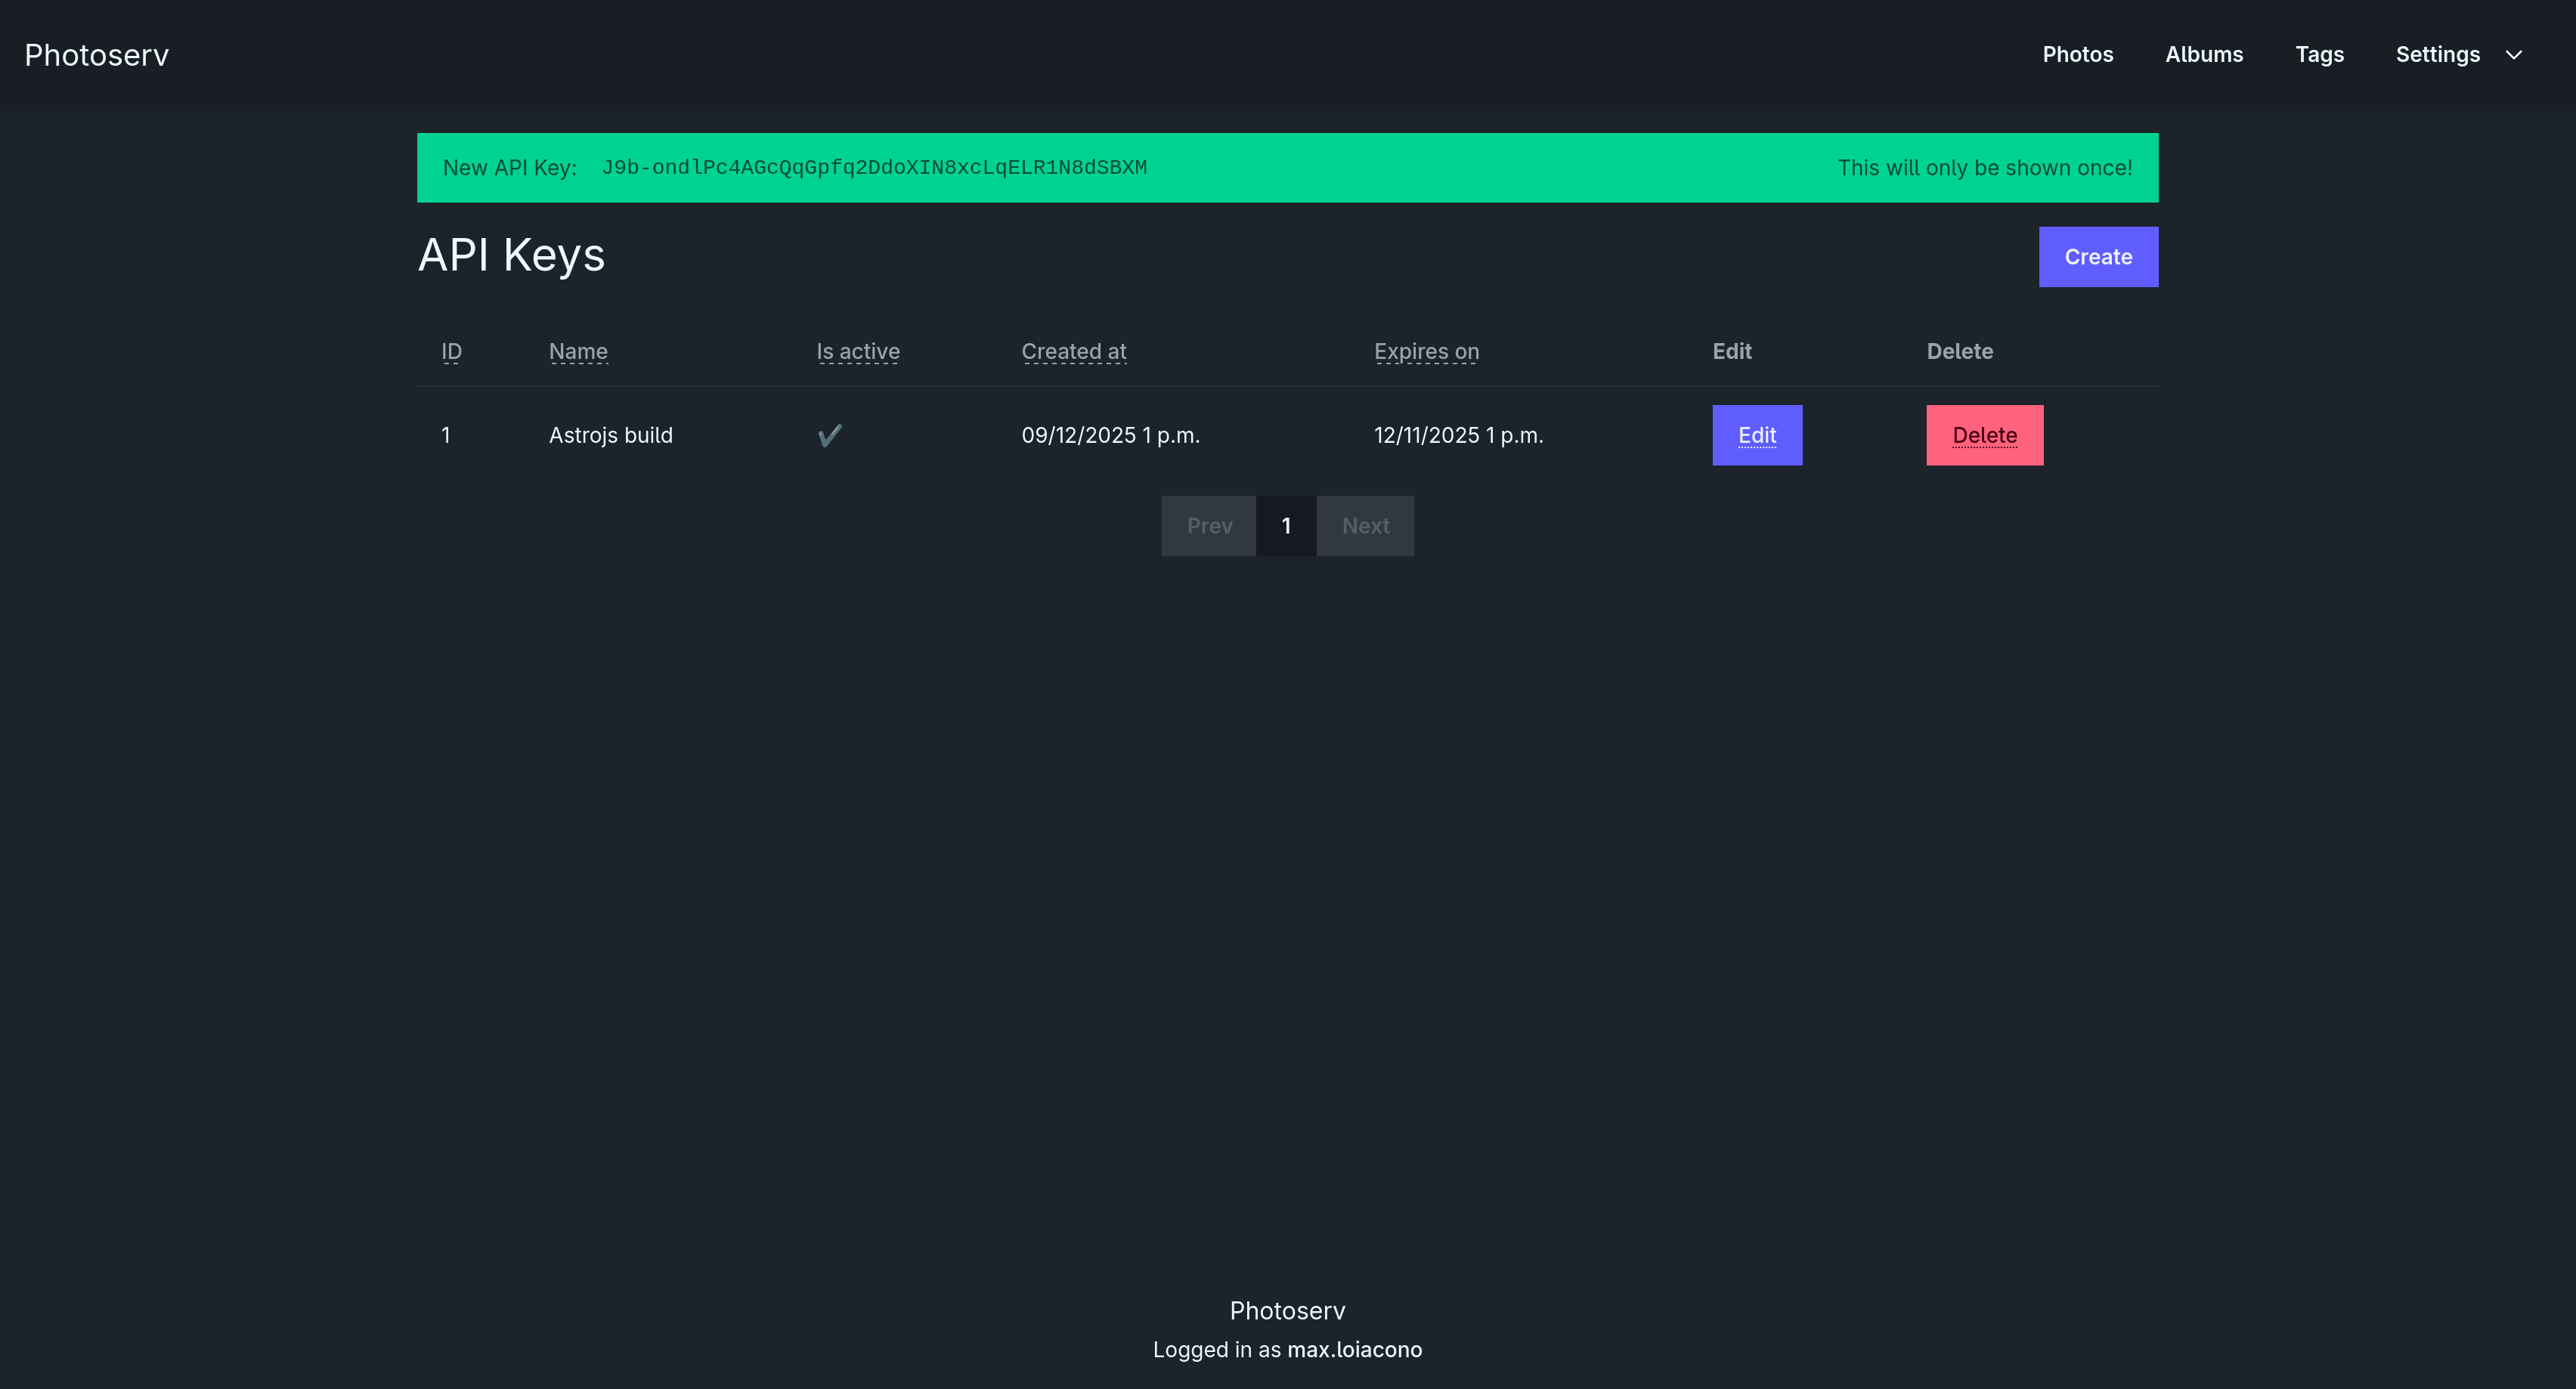 Photoserv Photos Albums Tags Settings
New API Key: J9b-ondlPc4AGcQqGpfq2DdoXIN8xcLqELR1N8dSBXM This will only be shown once!
API Keys Create
ID Name Is active Created at Expires on Edit Delete
1 Astrojs build ✔ 09/12/2025 1 p.m. 12/11/2025 1 p.m. Edit Delete
Prev 1 Next
Photoserv
Logged in as max.loiacono